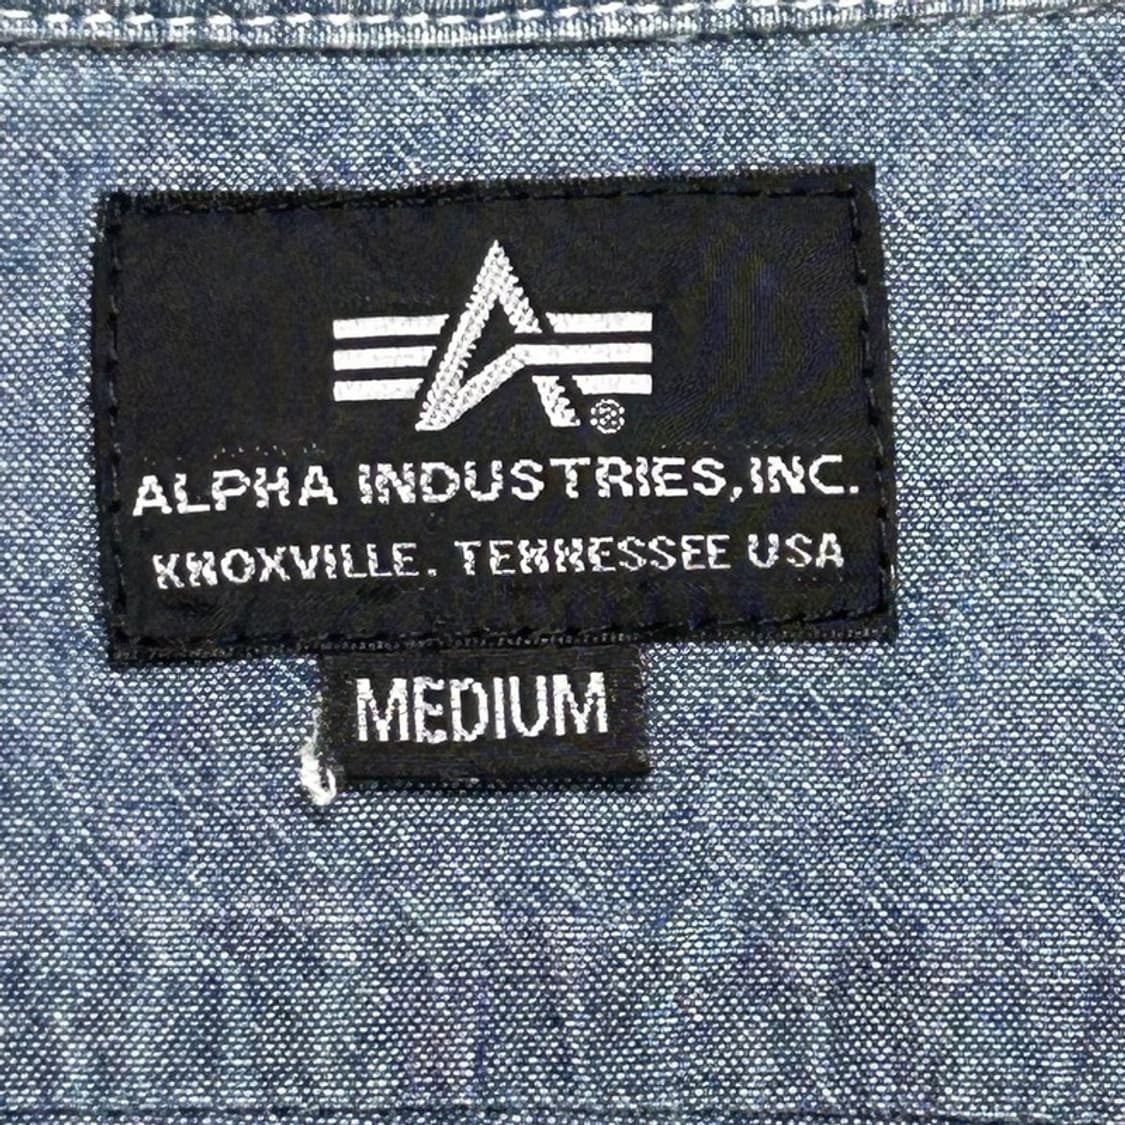 ALPHA INDUSTRIES, INC.
KNOXVILLE. TENNESSEE USA
MEDIUM